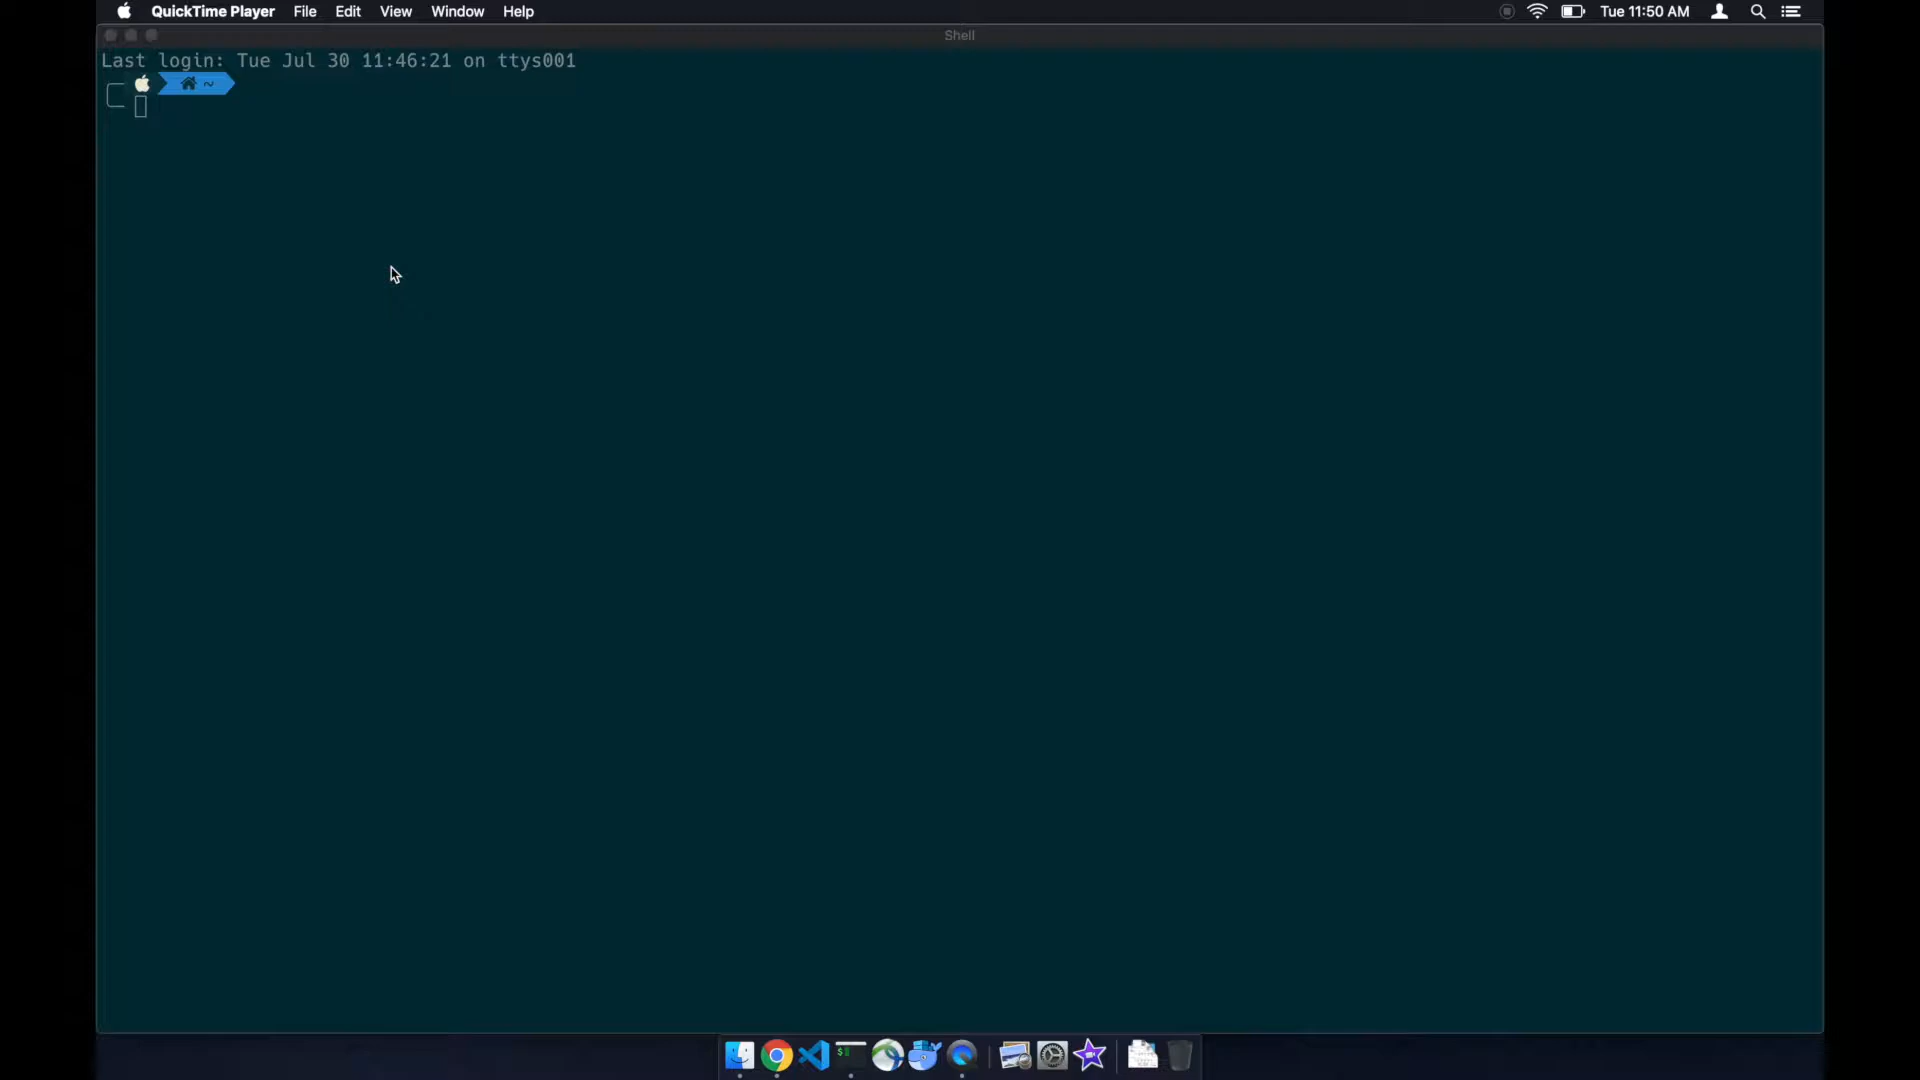 QuickTime Player File Edit View Window Help Tue 11:50 AM
Shell
Last login: Tue Jul 30 11:46:21 on ttys001
~
$